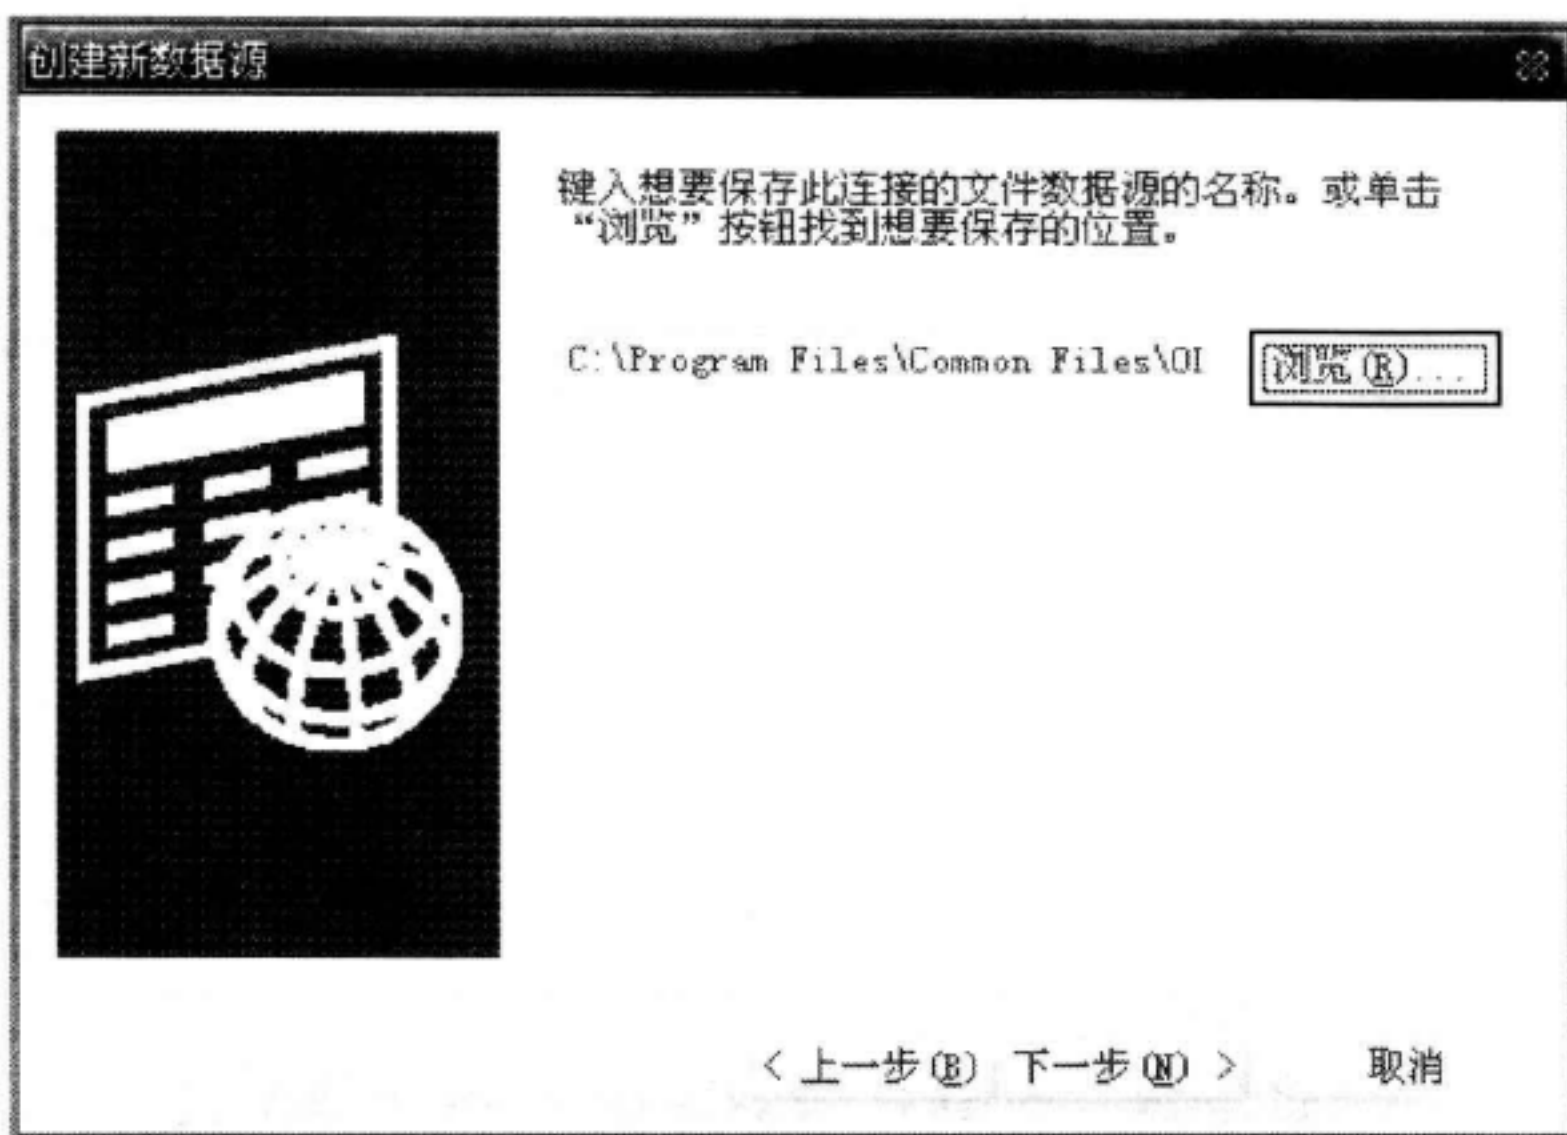 创建新数据源
键入想要保存此连接的文件数据源的名称。或单击
“浏览”按钮找到想要保存的位置。
C:\Program Files\Common Files\OI
浏览(R)...
<上一步(B) 下一步(N)> 取消